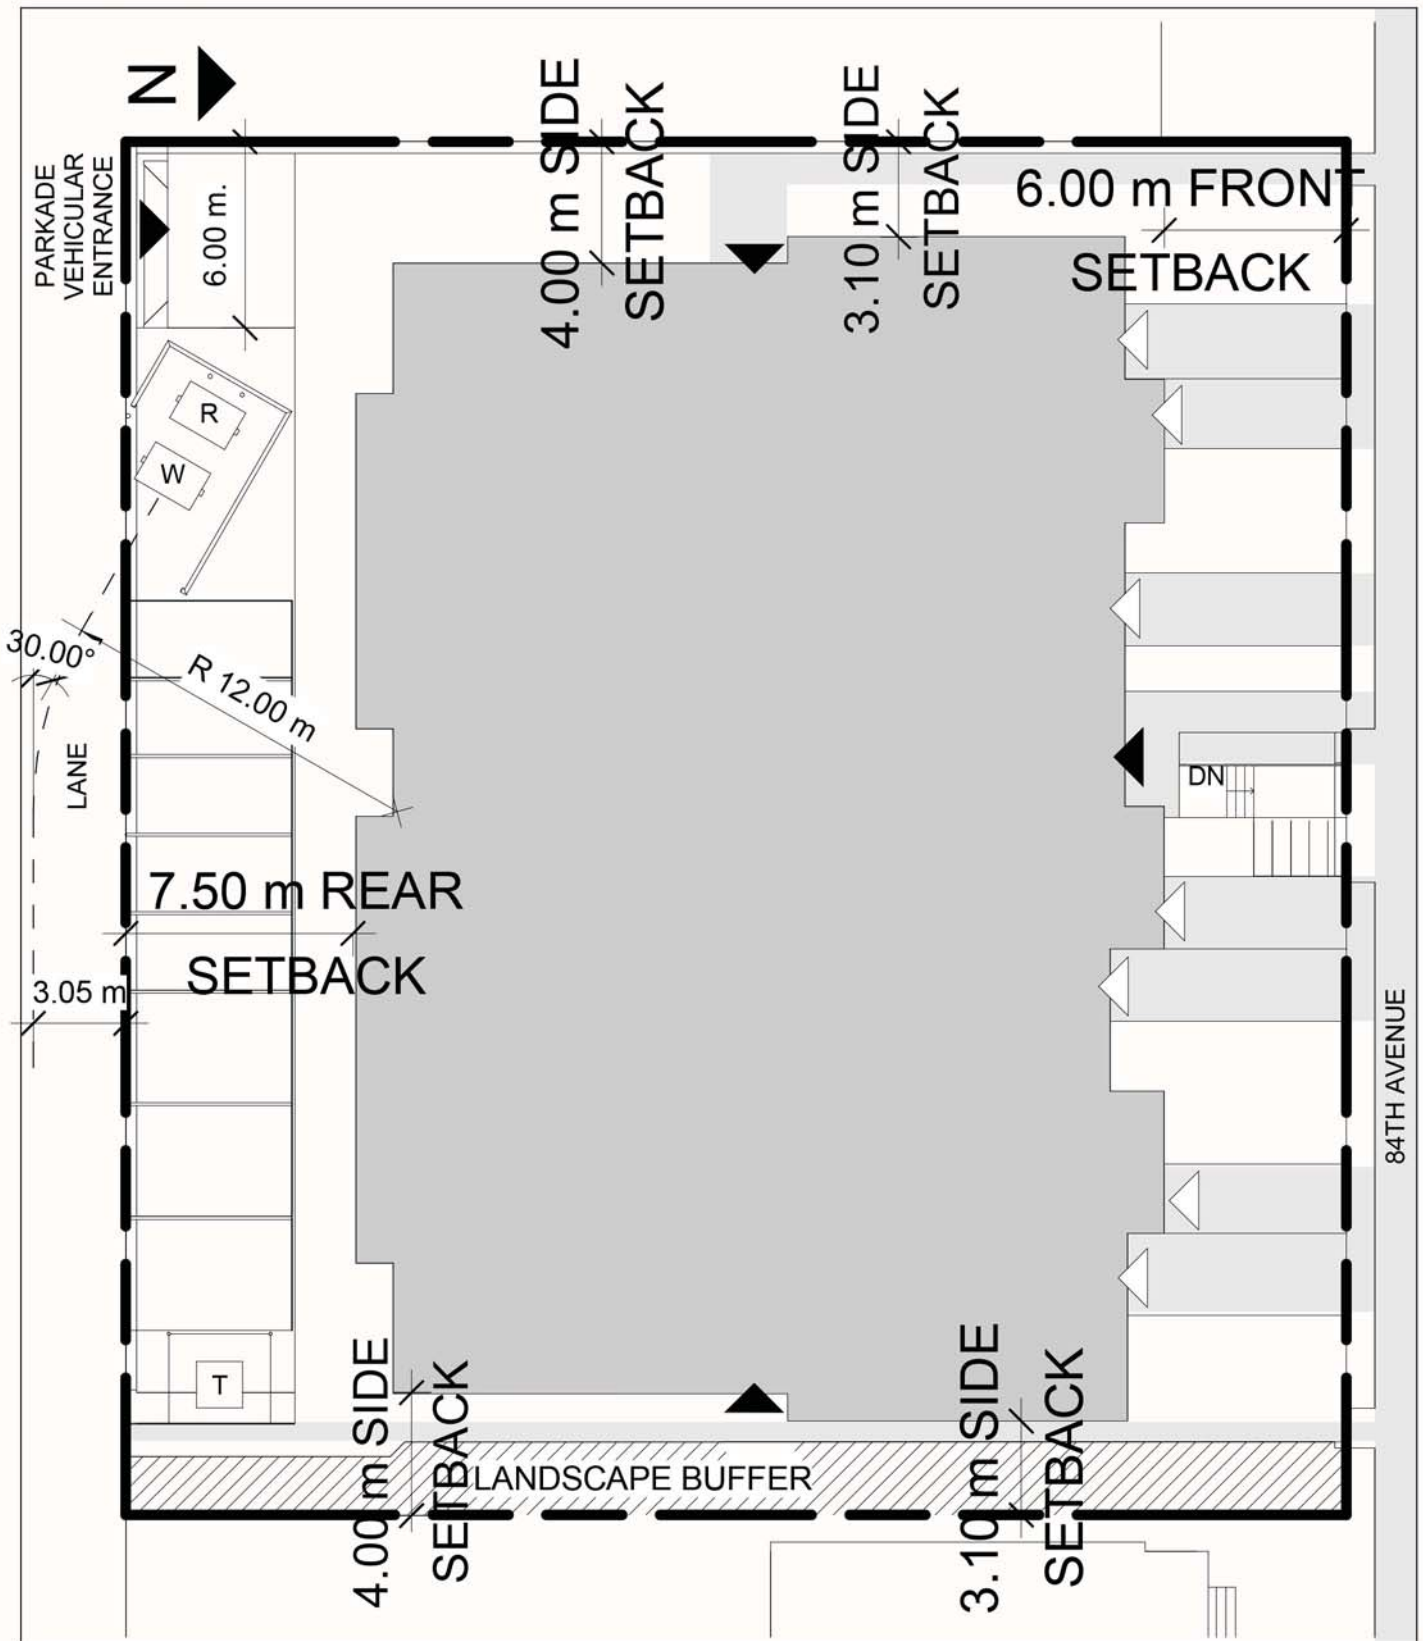 N
4.00 m SIDE
SETBACK
3.10 m SIDE
SETBACK
6.00 m FRONT
SETBACK
PARKADE
VEHICULAR
ENTRANCE
6.00 m.
R
W
30.00°
R 12.00 m
LANE
DN
7.50 m REAR
SETBACK
3.05 m
84TH AVENUE
T
4.00 m SIDE
SETBACK
LANDSCAPE BUFFER
3.10 m SIDE
SETBACK